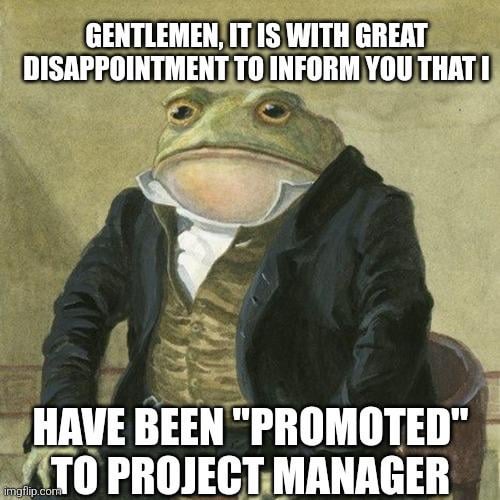 GENTLEMEN, IT IS WITH GREAT
DISAPPOINTMENT TO INFORM YOU THAT I
HAVE BEEN "PROMOTED"
TO PROJECT MANAGER
imgflip.com